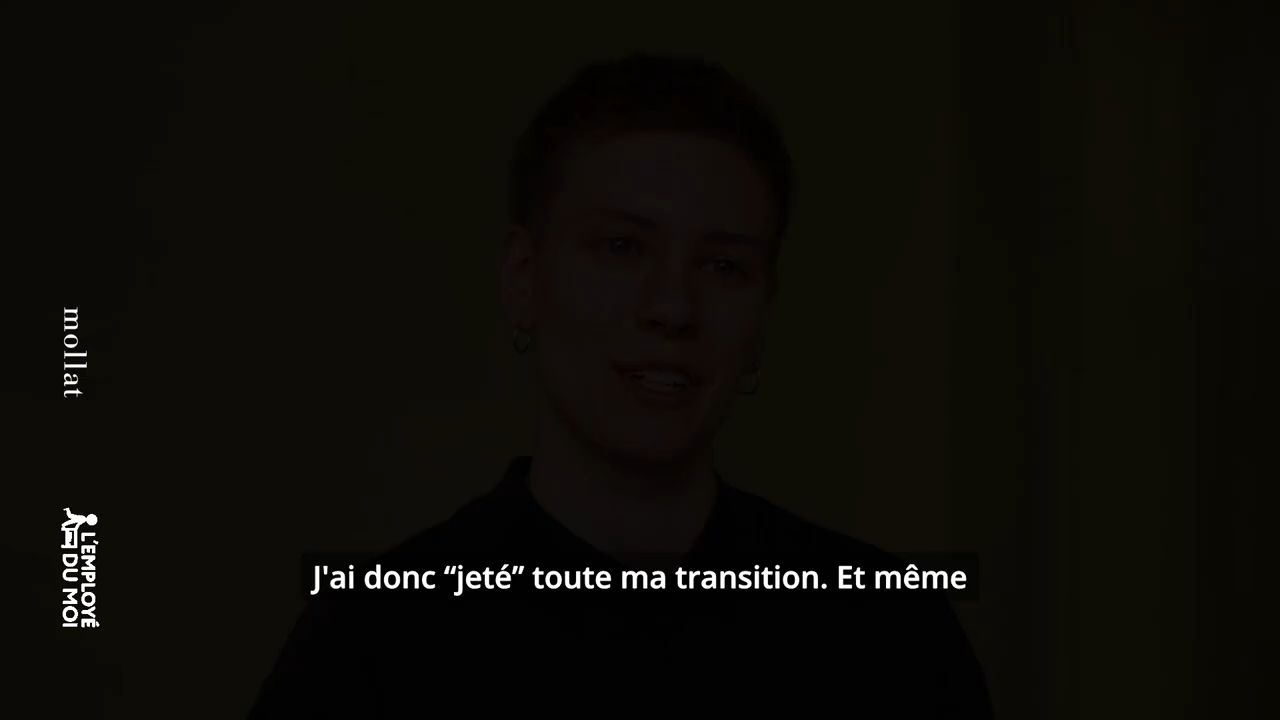 mollat
L'EMPLOYÉ
DU MOI
J'ai donc “jeté” toute ma transition. Et même